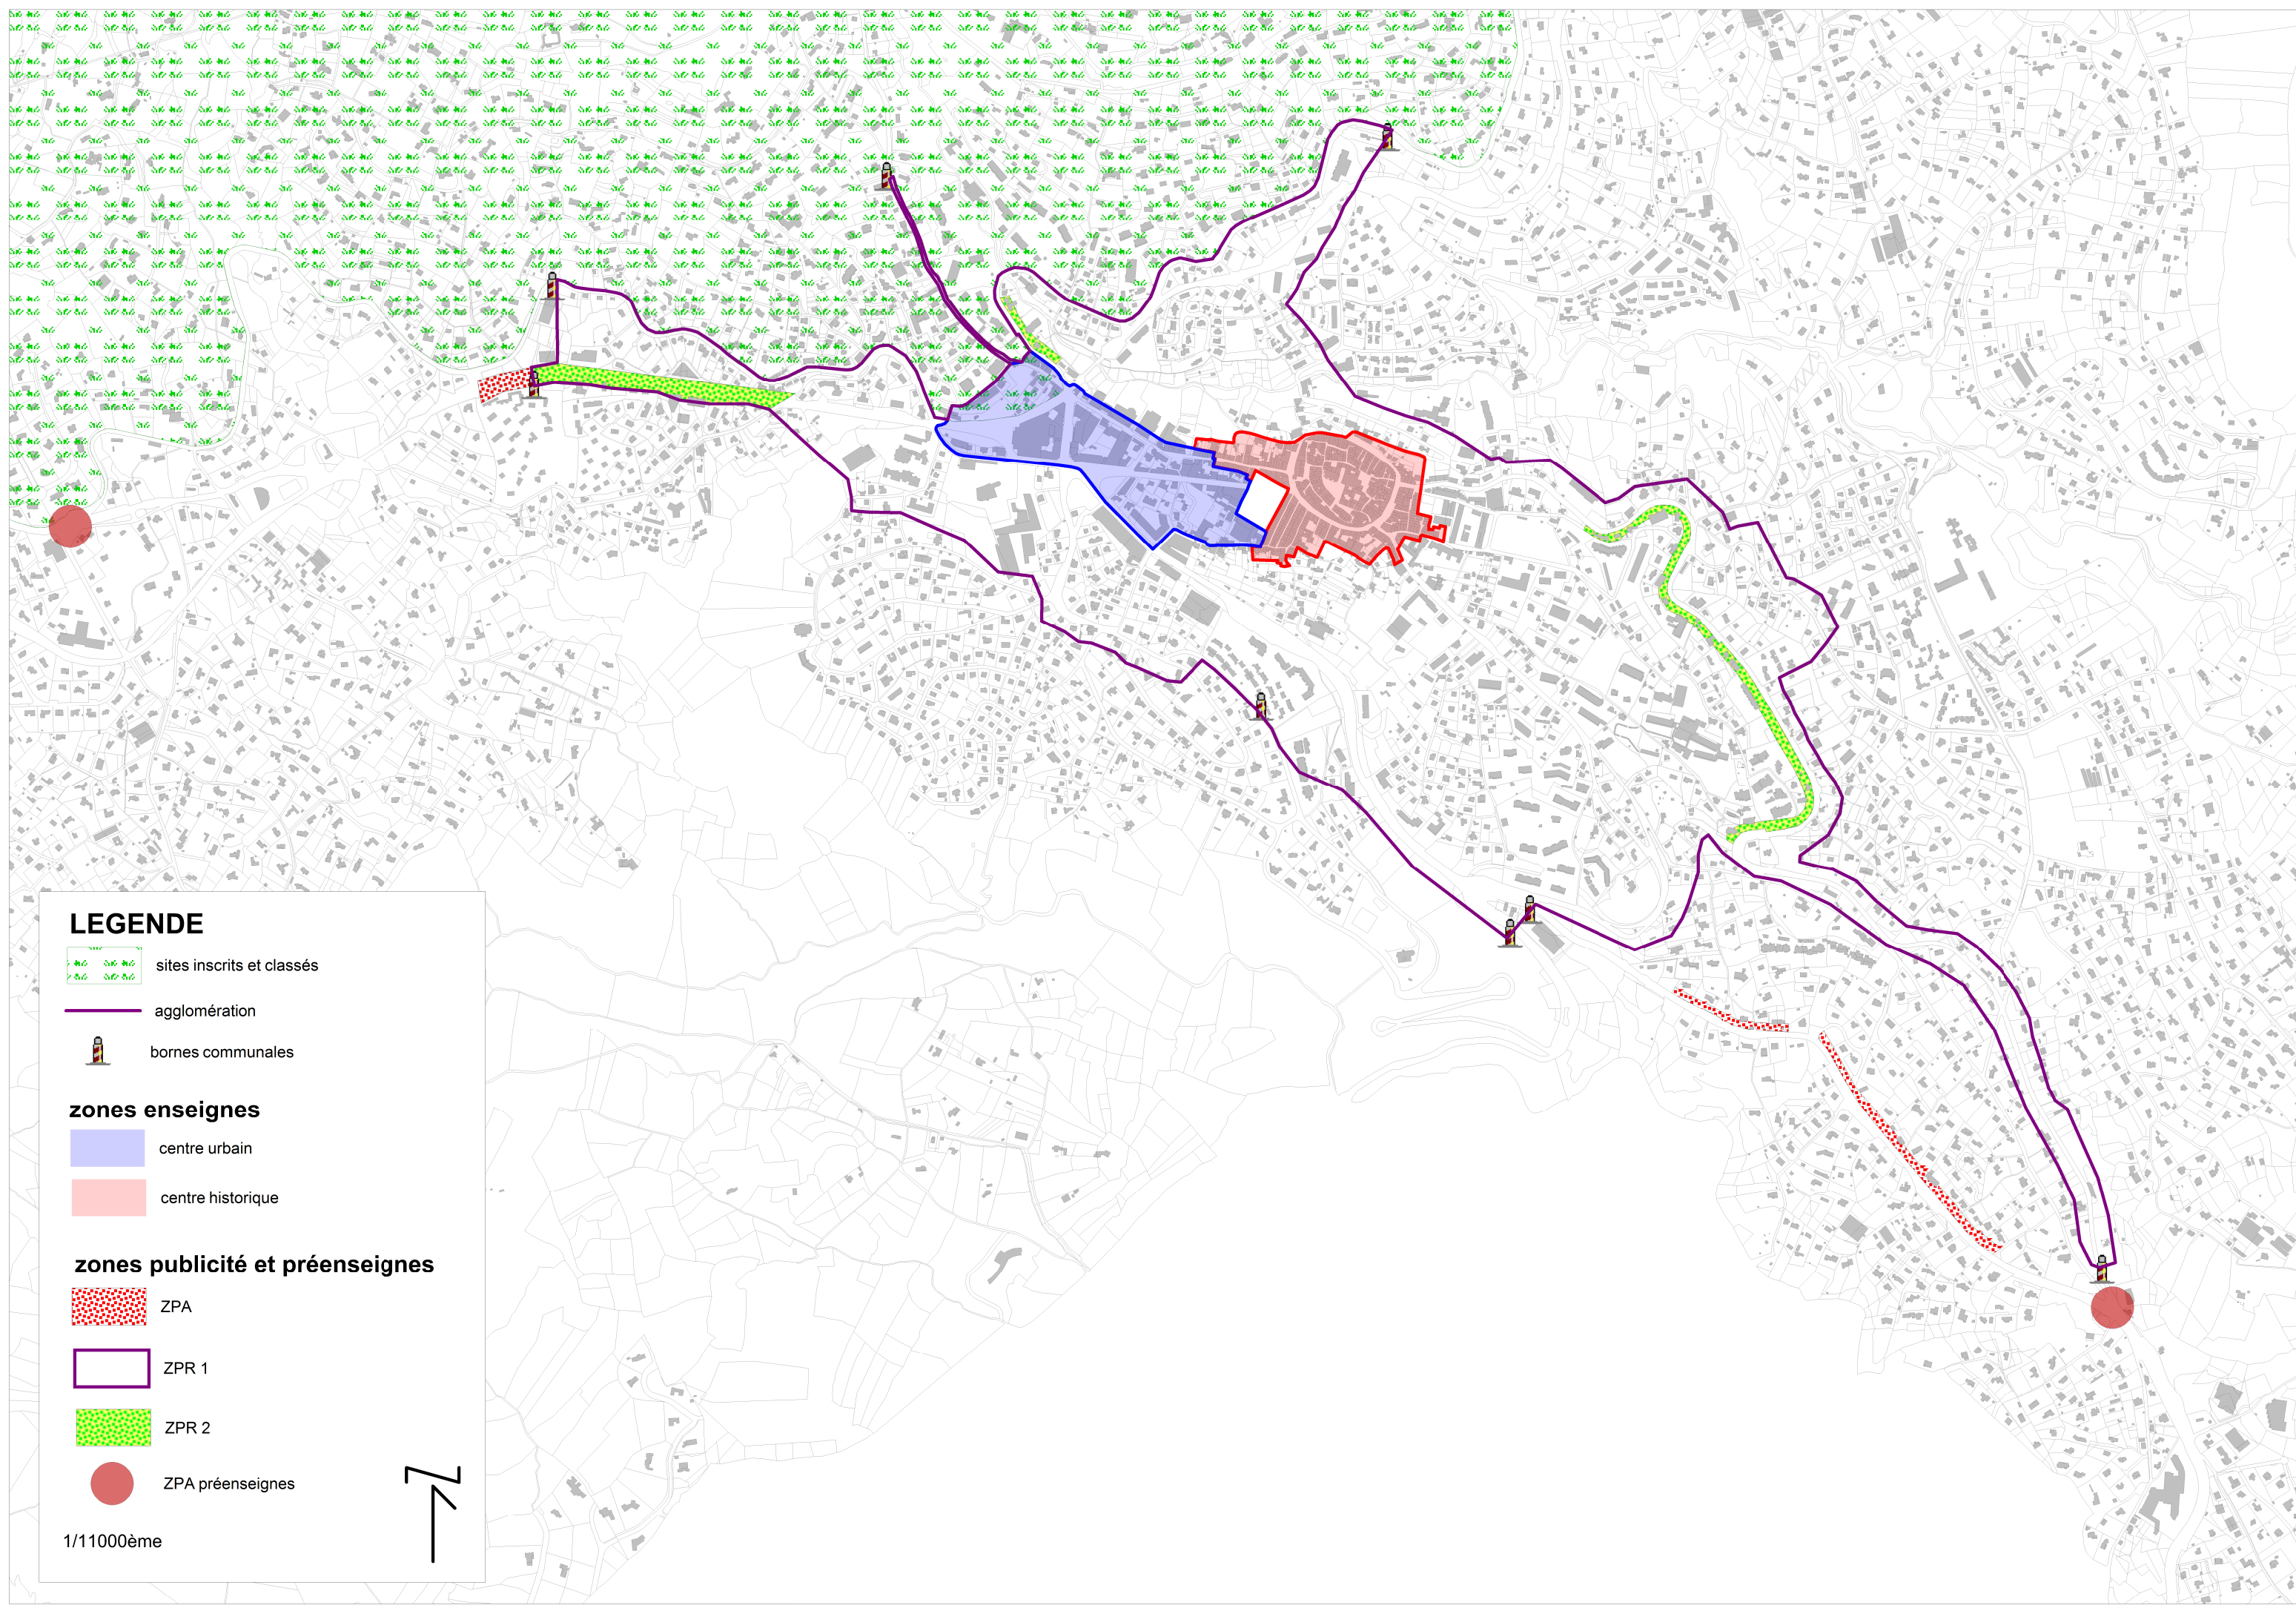 LEGENDE
sites inscrits et classés
agglomération
bornes communales
zones enseignes
centre urbain
centre historique
zones publicité et préenseignes
ZPA
ZPR 1
ZPR 2
ZPA préenseignes
1/11000ème